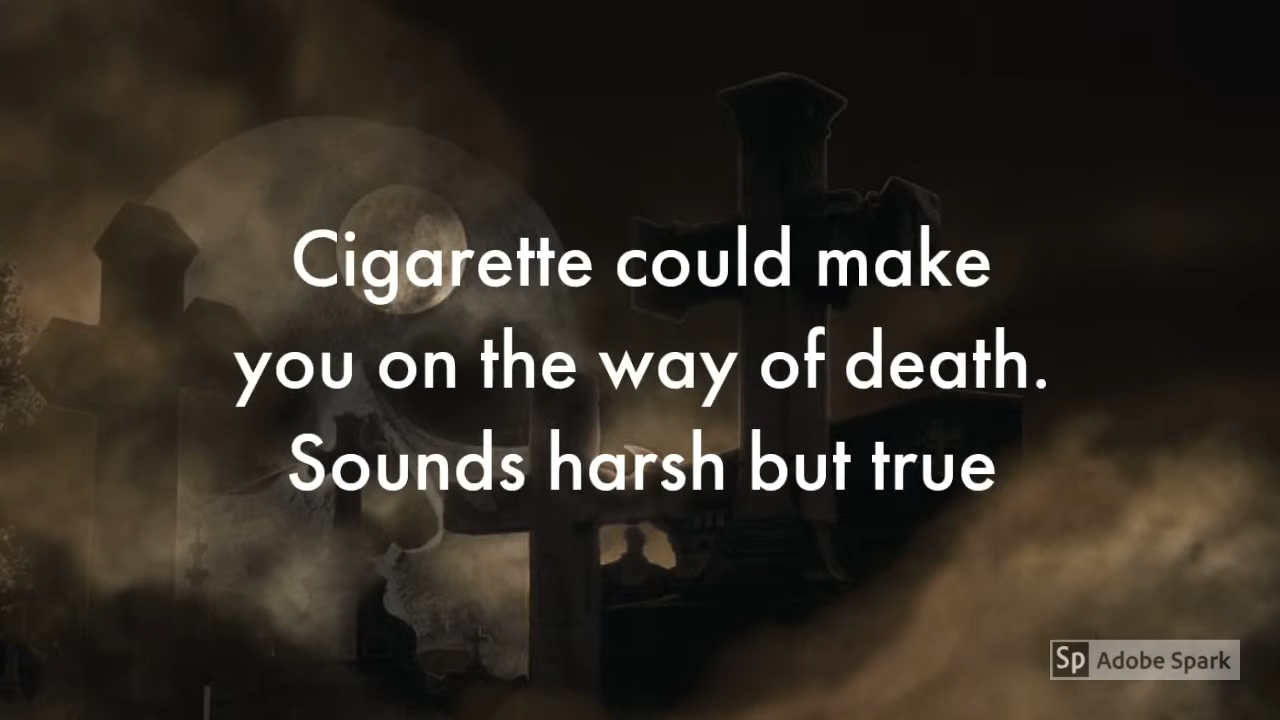 Cigarette could make
you on the way of death.
Sounds harsh but true
Sp Adobe Spark